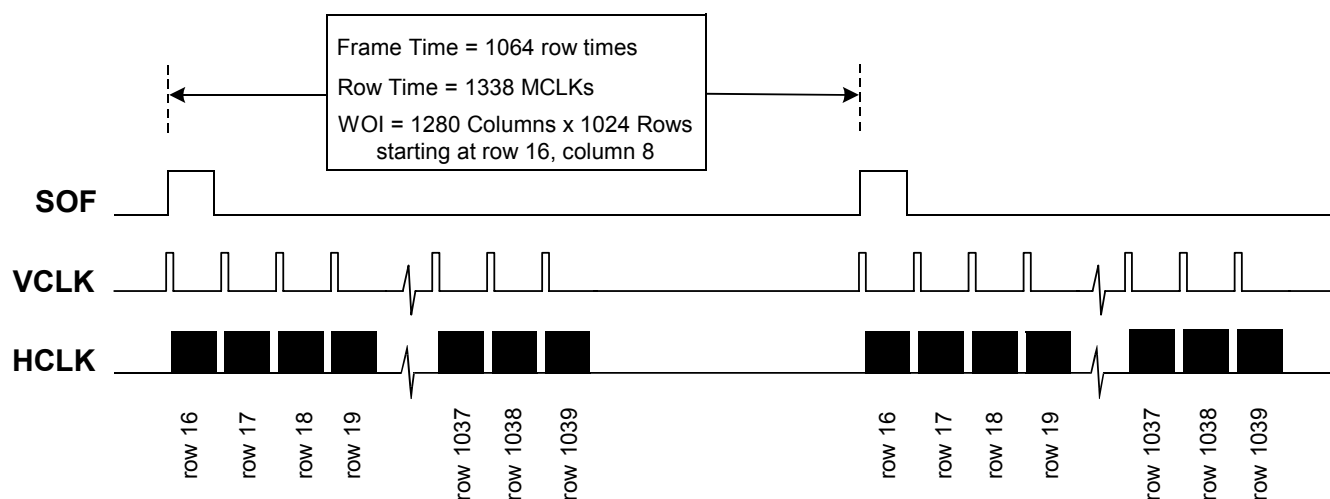 Frame Time = 1064 row times
Row Time = 1338 MCLKs
WOI = 1280 Columns x 1024 Rows
starting at row 16, column 8
SOF
VCLK
HCLK
row 16
row 17
row 18
row 19
row 1037
row 1038
row 1039
row 16
row 17
row 18
row 19
row 1037
row 1038
row 1039